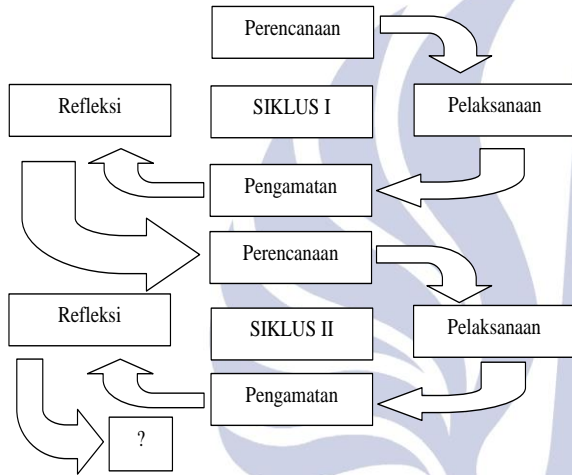 Perencanaan
Refleksi
SIKLUS I
Pelaksanaan
Pengamatan
Perencanaan
Refleksi
SIKLUS II
Pelaksanaan
Pengamatan
?